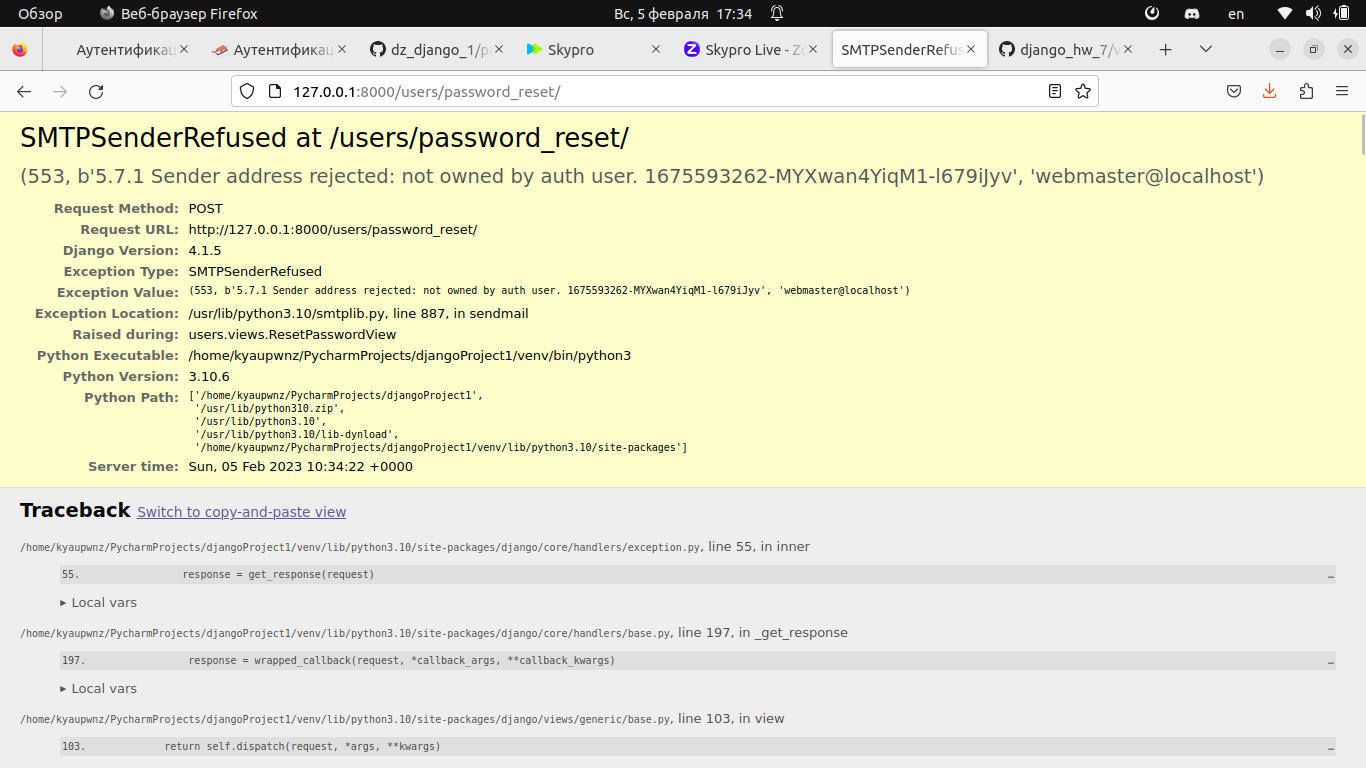 Обзор Веб-браузер Firefox Вс, 5 февраля 17:34 en
Аутентификац Аутентификац dz_django_1/p Skypro Skypro Live - Zo SMTPSenderRefus django_hw_7/v
127.0.0.1:8000/users/password_reset/
SMTPSenderRefused at /users/password_reset/
(553, b'5.7.1 Sender address rejected: not owned by auth user. 1675593262-MYXwan4YiqM1-l679iJyv', 'webmaster@localhost')
Request Method: POST
Request URL: http://127.0.0.1:8000/users/password_reset/
Django Version: 4.1.5
Exception Type: SMTPSenderRefused
Exception Value: (553, b'5.7.1 Sender address rejected: not owned by auth user. 1675593262-MYXwan4YiqM1-l679iJyv', 'webmaster@localhost')
Exception Location: /usr/lib/python3.10/smtplib.py, line 887, in sendmail
Raised during: users.views.ResetPasswordView
Python Executable: /home/kyaupwnz/PycharmProjects/djangoProject1/venv/bin/python3
Python Version: 3.10.6
Python Path: ['/home/kyaupwnz/PycharmProjects/djangoProject1',
'/usr/lib/python310.zip',
'/usr/lib/python3.10',
'/usr/lib/python3.10/lib-dynload',
'/home/kyaupwnz/PycharmProjects/djangoProject1/venv/lib/python3.10/site-packages']
Server time: Sun, 05 Feb 2023 10:34:22 +0000
Traceback Switch to copy-and-paste view
/home/kyaupwnz/PycharmProjects/djangoProject1/venv/lib/python3.10/site-packages/django/core/handlers/exception.py, line 55, in inner
55. response = get_response(request) …
▸ Local vars
/home/kyaupwnz/PycharmProjects/djangoProject1/venv/lib/python3.10/site-packages/django/core/handlers/base.py, line 197, in _get_response
197. response = wrapped_callback(request, *callback_args, **callback_kwargs) …
▸ Local vars
/home/kyaupwnz/PycharmProjects/djangoProject1/venv/lib/python3.10/site-packages/django/views/generic/base.py, line 103, in view
103. return self.dispatch(request, *args, **kwargs) …